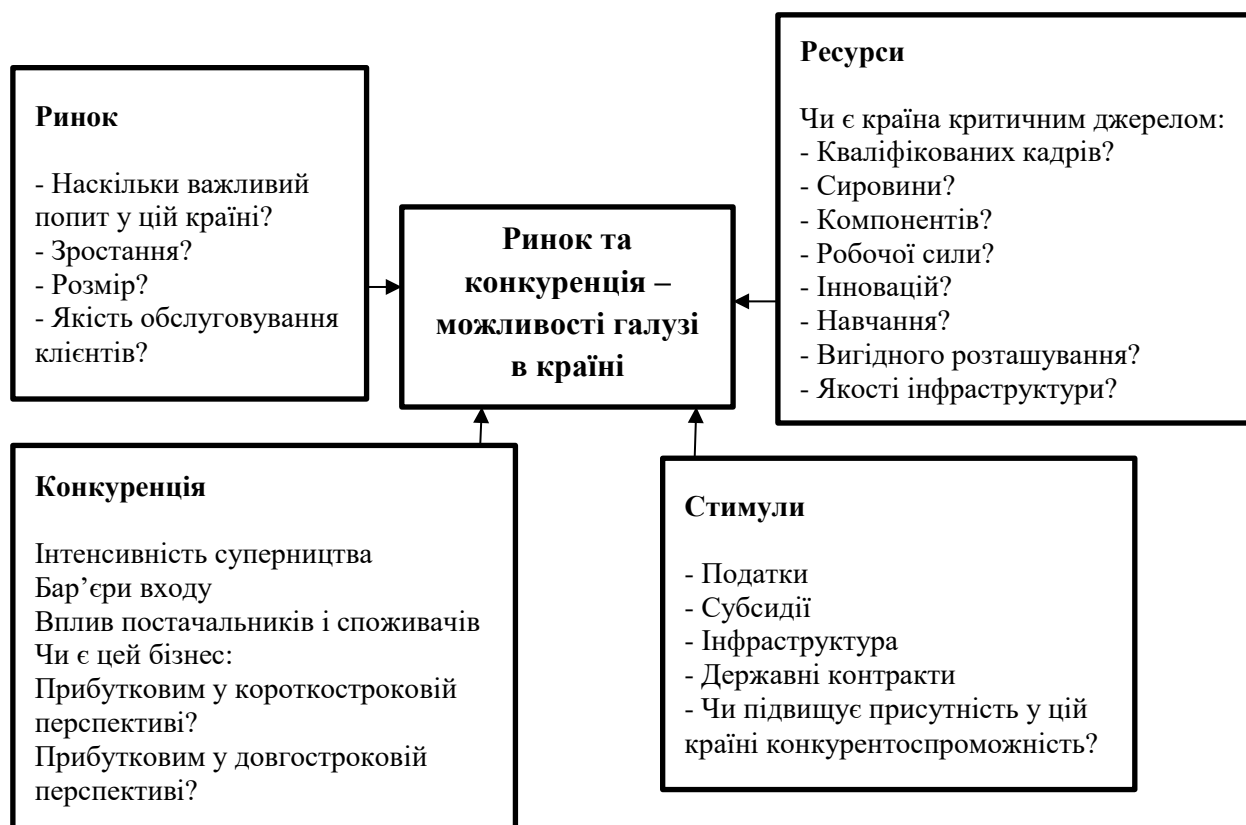 Ринок
- Наскільки важливий
попит у цій країні?
- Зростання?
- Розмір?
- Якість обслуговування
клієнтів?
Ринок та
конкуренція –
можливості галузі
в країні
Ресурси
Чи є країна критичним джерелом:
- Кваліфікованих кадрів?
- Сировини?
- Компонентів?
- Робочої сили?
- Інновацій?
- Навчання?
- Вигідного розташування?
- Якості інфраструктури?
Конкуренція
Інтенсивність суперництва
Бар’єри входу
Вплив постачальників і споживачів
Чи є цей бізнес:
Прибутковим у короткостроковій
перспективі?
Прибутковим у довгостроковій
перспективі?
Стимули
- Податки
- Субсидії
- Інфраструктура
- Державні контракти
- Чи підвищує присутність у цій
країні конкурентоспроможність?